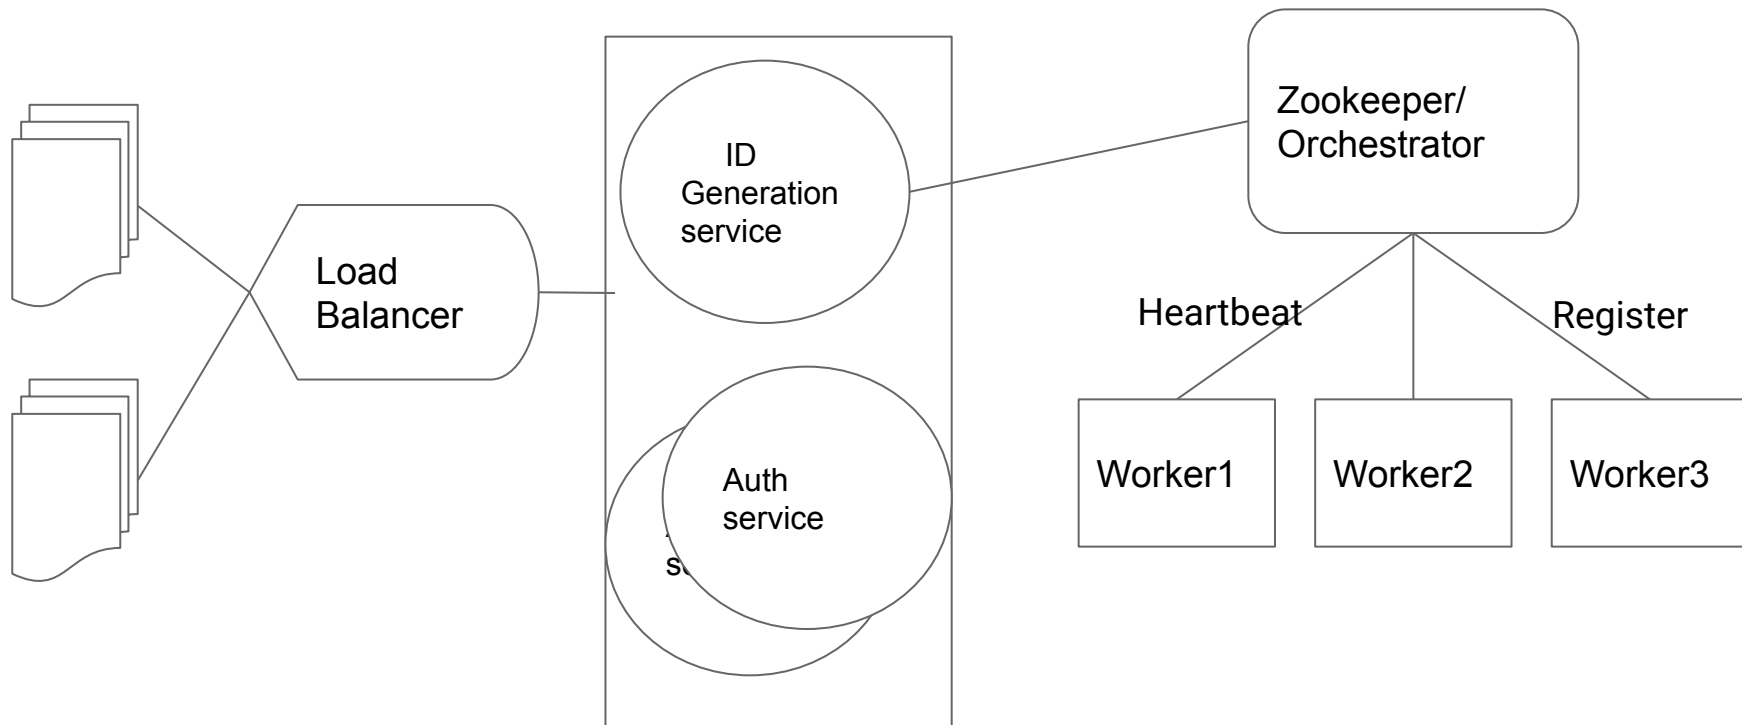 Load
Balancer
ID
Generation
service
Auth
service
Zookeeper/
Orchestrator
Heartbeat
Register
Worker1
Worker2
Worker3